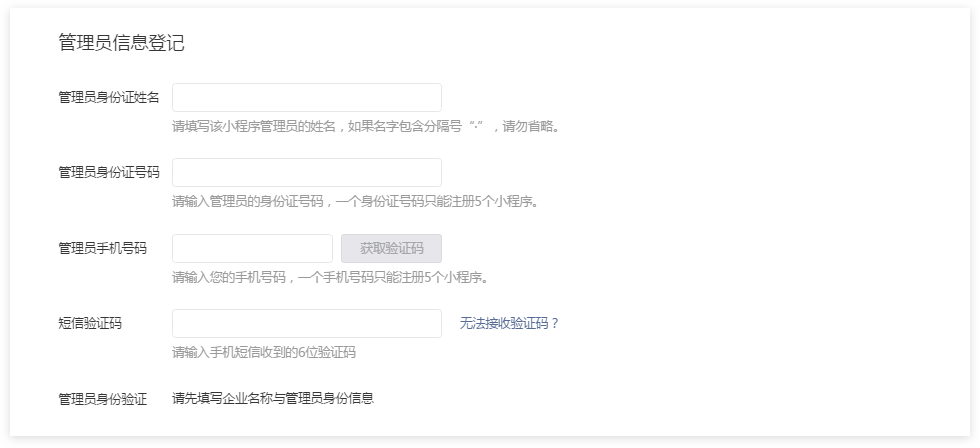 管理员信息登记
管理员身份证姓名
请填写该小程序管理员的姓名，如果名字包含分隔号“·”，请勿省略。
管理员身份证号码
请输入管理员的身份证号码，一个身份证号码只能注册5个小程序。
管理员手机号码 获取验证码
请输入您的手机号码，一个手机号码只能注册5个小程序。
短信验证码 无法接收验证码？
请输入手机短信收到的6位验证码
管理员身份验证 请先填写企业名称与管理员身份信息